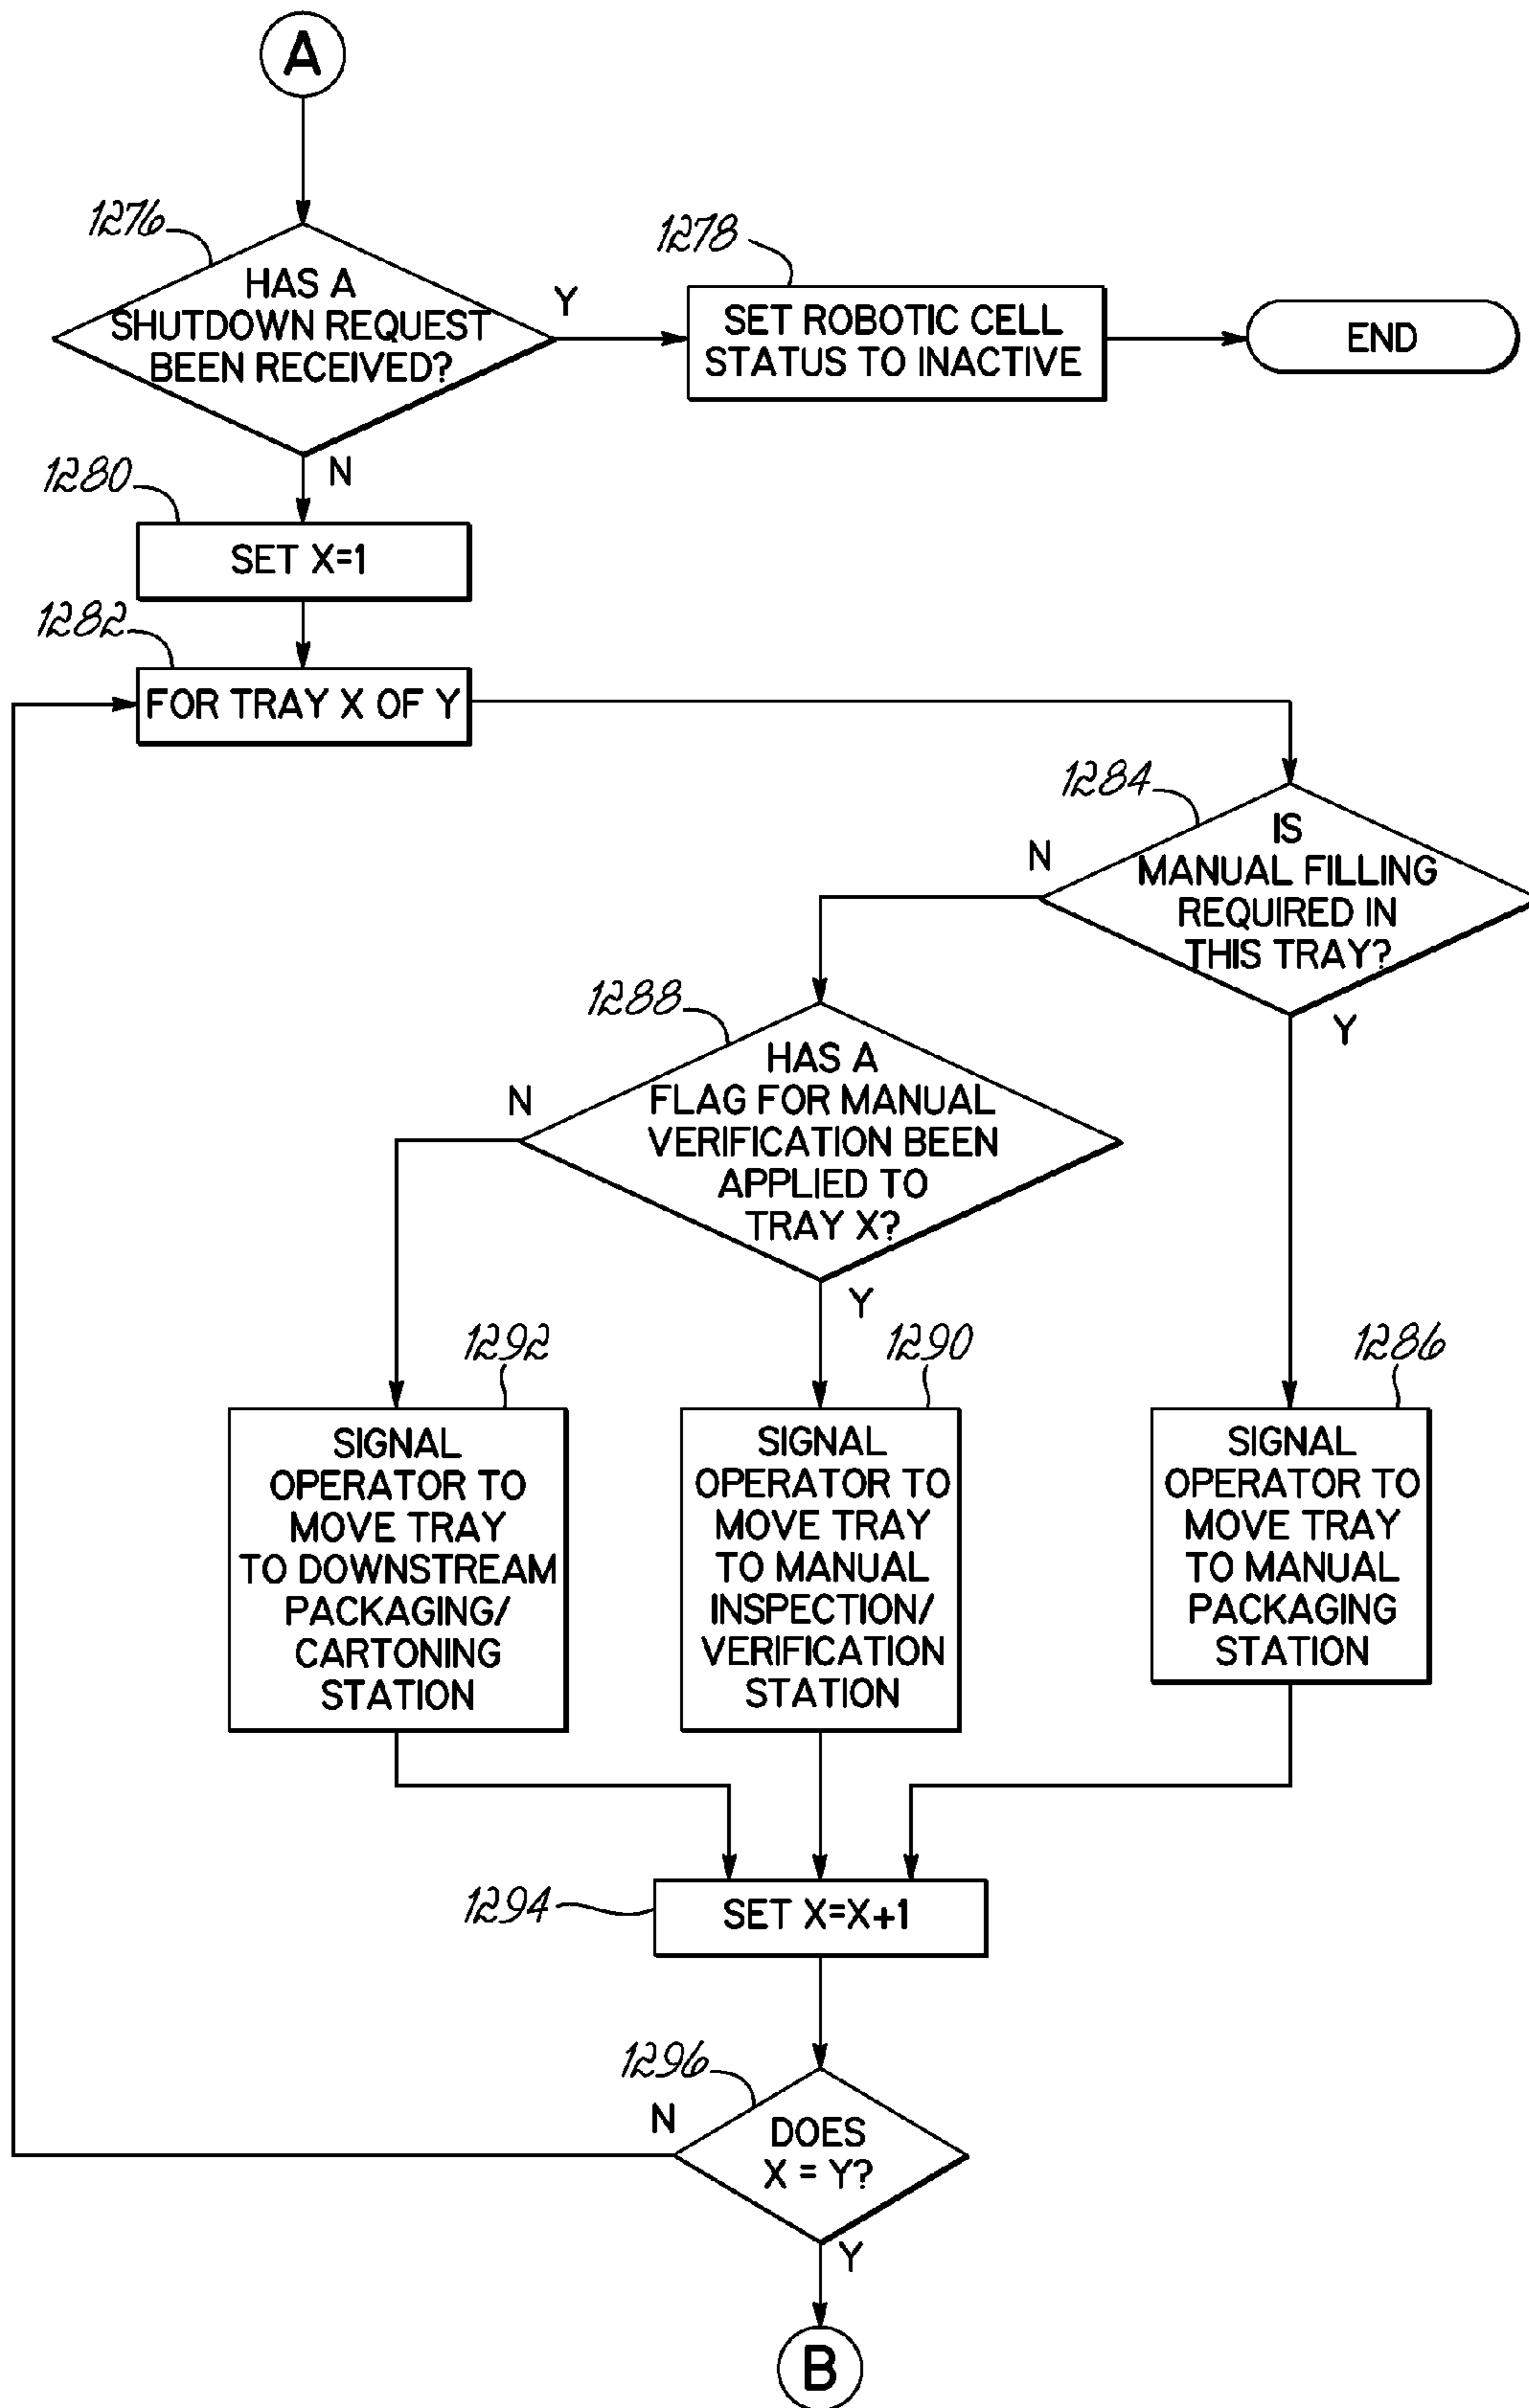 A
1276
HAS A
SHUTDOWN REQUEST
BEEN RECEIVED?
Y
1278
SET ROBOTIC CELL
STATUS TO INACTIVE
END
N
1280
SET X=1
1282
FOR TRAY X OF Y
1284
IS
MANUAL FILLING
REQUIRED IN
THIS TRAY?
N
Y
1288
HAS A
FLAG FOR MANUAL
VERIFICATION BEEN
APPLIED TO
TRAY X?
N
Y
1292
SIGNAL
OPERATOR TO
MOVE TRAY
TO DOWNSTREAM
PACKAGING/
CARTONING
STATION
1290
SIGNAL
OPERATOR TO
MOVE TRAY
TO MANUAL
INSPECTION/
VERIFICATION
STATION
1286
SIGNAL
OPERATOR TO
MOVE TRAY
TO MANUAL
PACKAGING
STATION
1294
SET X=X+1
1296
DOES
X = Y?
N
Y
B